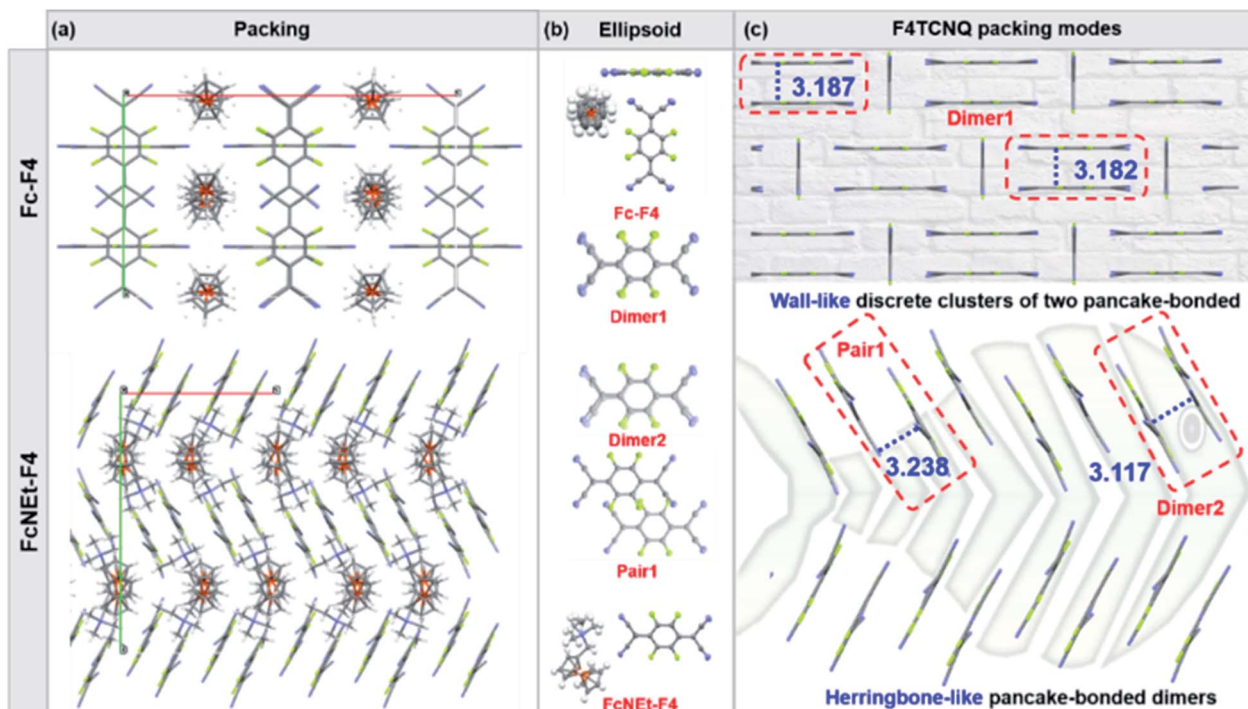 (a) Packing
(b) Ellipsoid
(c) F4TCNQ packing modes
Fc-F4
FcNEt-F4
Fc-F4
Dimer1
Dimer2
Pair1
FcNEt-F4
3.187
Dimer1
3.182
Wall-like discrete clusters of two pancake-bonded
Pair1
3.238
3.117
Dimer2
Herringbone-like pancake-bonded dimers